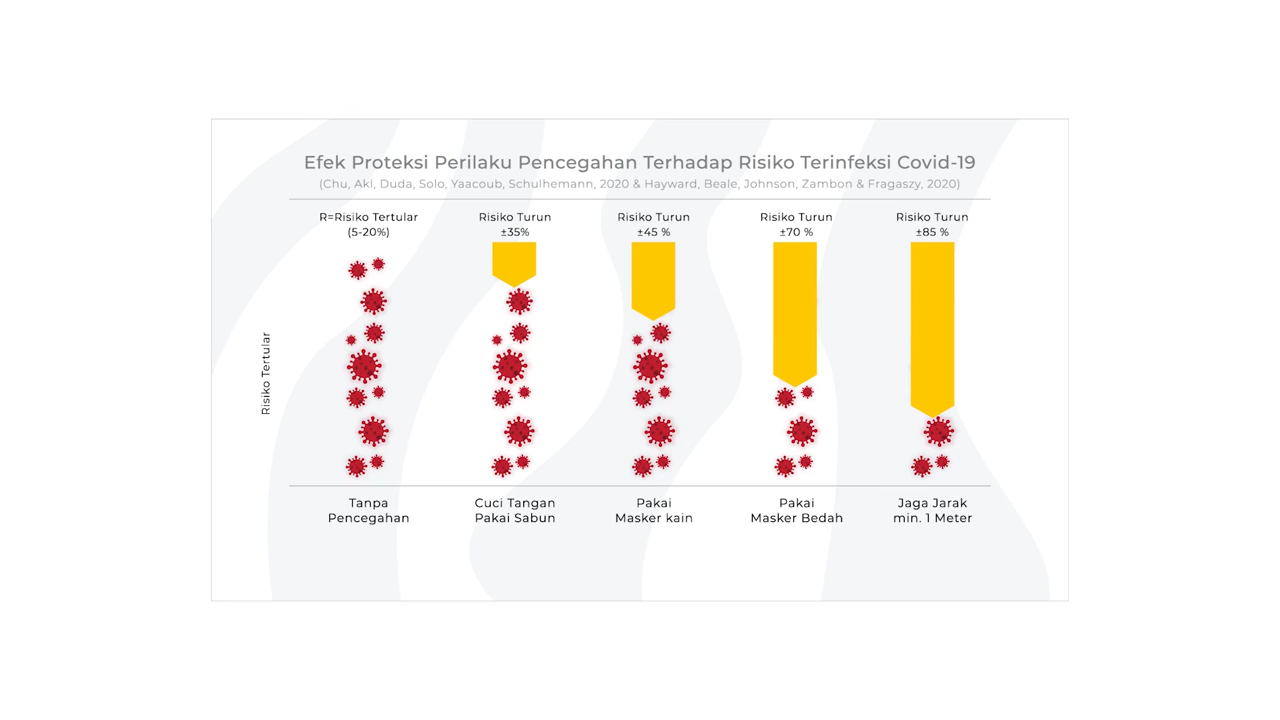 Efek Proteksi Perilaku Pencegahan Terhadap Risiko Terinfeksi Covid-19
(Chu, Akl, Duda, Solo, Yaacoub, Schulhemann, 2020 & Hayward, Beale, Johnson, Zambon & Fragaszy, 2020)
R=Risiko Tertular
(5-20%)
Risiko Turun
±35%
Risiko Turun
±45 %
Risiko Turun
±70 %
Risiko Turun
±85 %
Risiko Tertular
Tanpa
Pencegahan
Cuci Tangan
Pakai Sabun
Pakai
Masker kain
Pakai
Masker Bedah
Jaga Jarak
min. 1 Meter